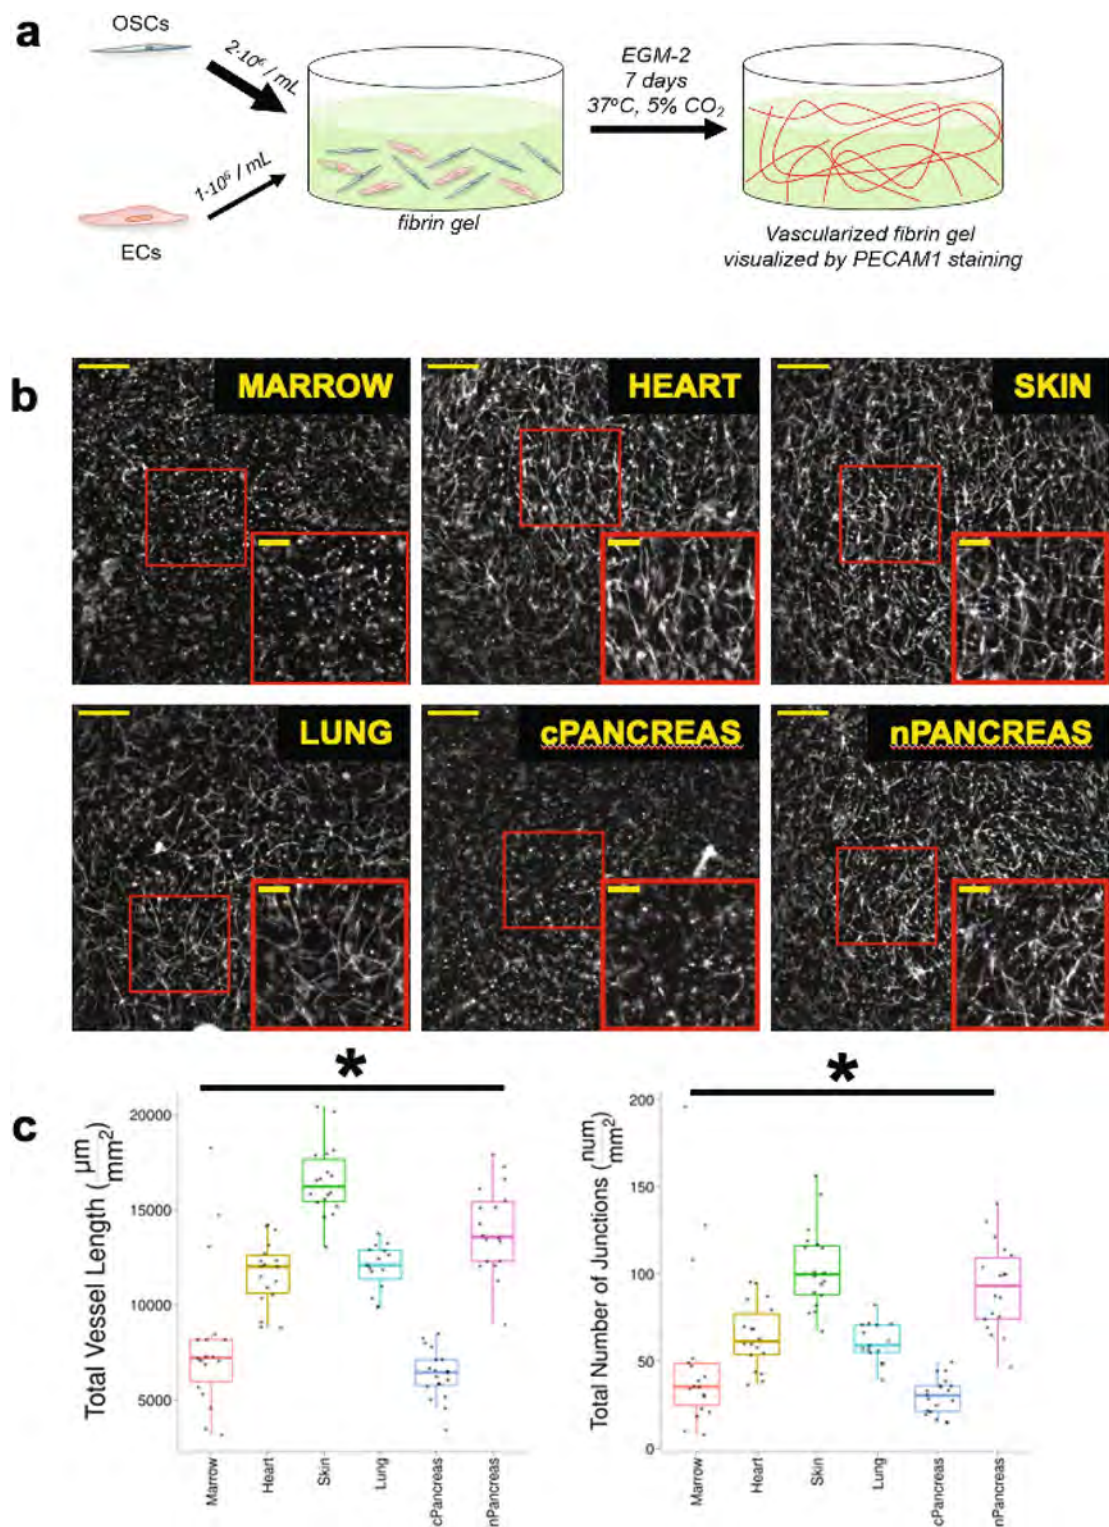 a
OSCs
2·10⁶ / mL
1·10⁶ / mL
ECs
fibrin gel
EGM-2
7 days
37ºC, 5% CO₂
Vascularized fibrin gel
visualized by PECAM1 staining
b
MARROW
HEART
SKIN
LUNG
cPANCREAS
nPANCREAS
c
*
Total Vessel Length (µm/mm²)
20000
15000
10000
5000
Marrow
Heart
Skin
Lung
cPancreas
nPancreas
*
Total Number of Junctions (num/mm²)
200
150
100
50
0
Marrow
Heart
Skin
Lung
cPancreas
nPancreas